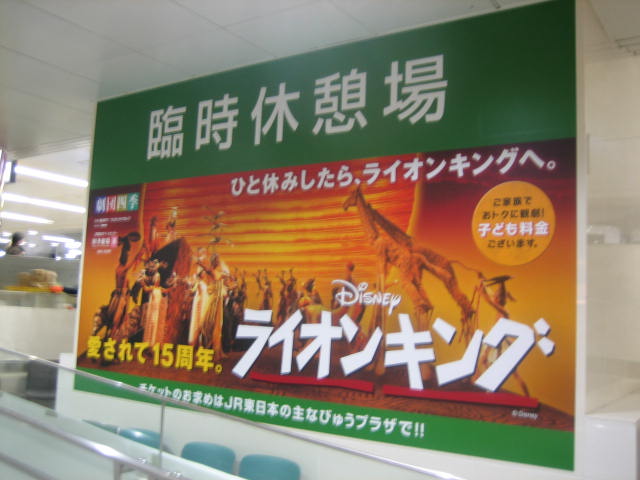 臨時休憩場
ひと休みしたら、ライオンキングへ。
劇団四季
ご家族で
おトクに観劇!
子ども料金
ございます。
Disney
ライオンキング
愛されて15周年。
©Disney
チケットのお求めはJR東日本の主なびゅうプラザで!!